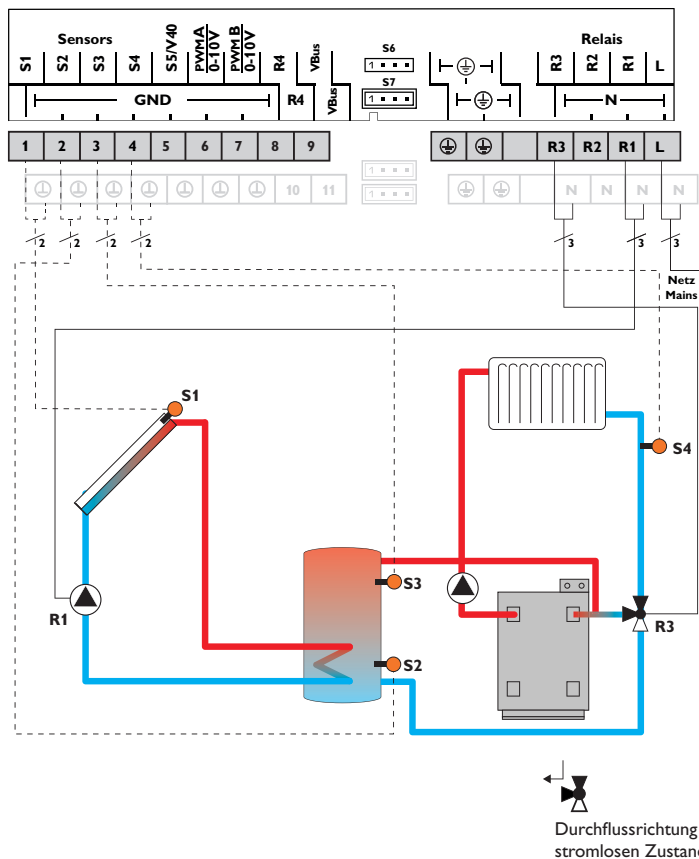 Sensors
Relais
S1 S2 S3 S4 S5/V40 PWM A 0-10V PWM B 0-10V R4 VBus S6 R3 R2 R1 L
S7
GND R4 VBus N
1 2 3 4 5 6 7 8 9 R3 R2 R1 L
10 11 N N N N
2 2 2 2 3 3 3
Netz
Mains
S1
S4
S3
R1
R3
S2
Durchflussrichtung
stromlosen